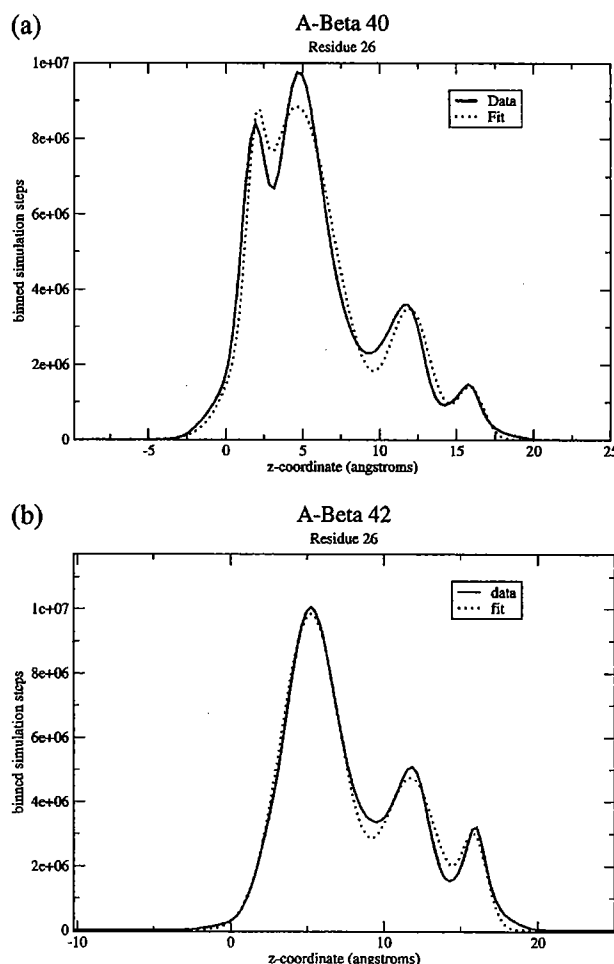 (a)
A-Beta 40
Residue 26
1e+07
8e+06
6e+06
4e+06
2e+06
0
binned simulation steps
Data
Fit
-5
0
5
10
15
20
25
z-coordinate (angstroms)
(b)
A-Beta 42
Residue 26
1e+07
8e+06
6e+06
4e+06
2e+06
0
binned simulation steps
data
fit
-10
0
10
20
z-coordinate (angstroms)